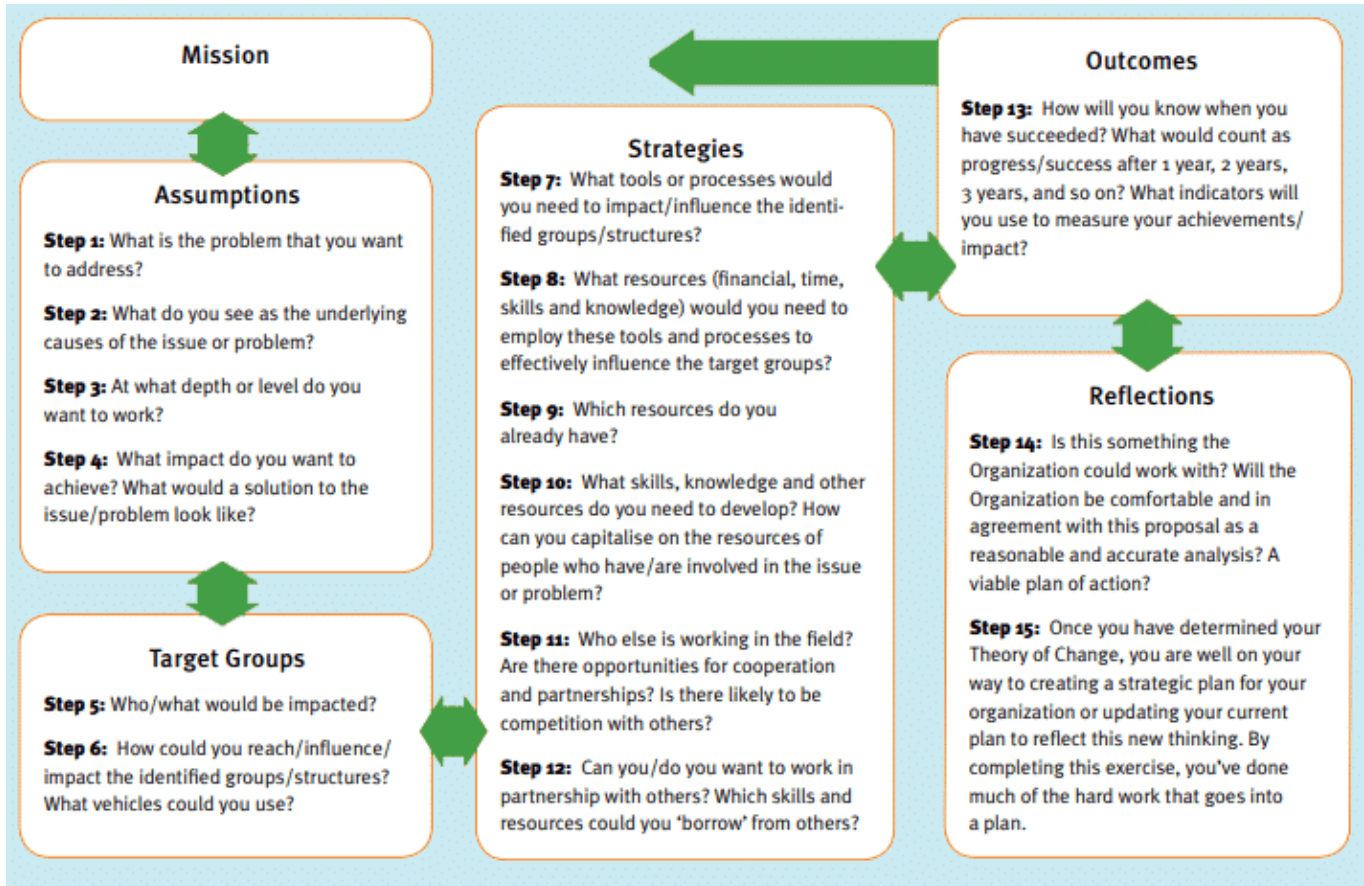 Mission
Assumptions
Step 1: What is the problem that you want
to address?
Step 2: What do you see as the underlying
causes of the issue or problem?
Step 3: At what depth or level do you
want to work?
Step 4: What impact do you want to
achieve? What would a solution to the
issue/problem look like?
Target Groups
Step 5: Who/what would be impacted?
Step 6: How could you reach/influence/
impact the identified groups/structures?
What vehicles could you use?
Strategies
Step 7: What tools or processes would
you need to impact/influence the identi-
fied groups/structures?
Step 8: What resources (financial, time,
skills and knowledge) would you need to
employ these tools and processes to
effectively influence the target groups?
Step 9: Which resources do you
already have?
Step 10: What skills, knowledge and other
resources do you need to develop? How
can you capitalise on the resources of
people who have/are involved in the issue
or problem?
Step 11: Who else is working in the field?
Are there opportunities for cooperation
and partnerships? Is there likely to be
competition with others?
Step 12: Can you/do you want to work in
partnership with others? Which skills and
resources could you ‘borrow’ from others?
Outcomes
Step 13: How will you know when you
have succeeded? What would count as
progress/success after 1 year, 2 years,
3 years, and so on? What indicators will
you use to measure your achievements/
impact?
Reflections
Step 14: Is this something the
Organization could work with? Will the
Organization be comfortable and in
agreement with this proposal as a
reasonable and accurate analysis? A
viable plan of action?
Step 15: Once you have determined your
Theory of Change, you are well on your
way to creating a strategic plan for your
organization or updating your current
plan to reflect this new thinking. By
completing this exercise, you’ve done
much of the hard work that goes into
a plan.